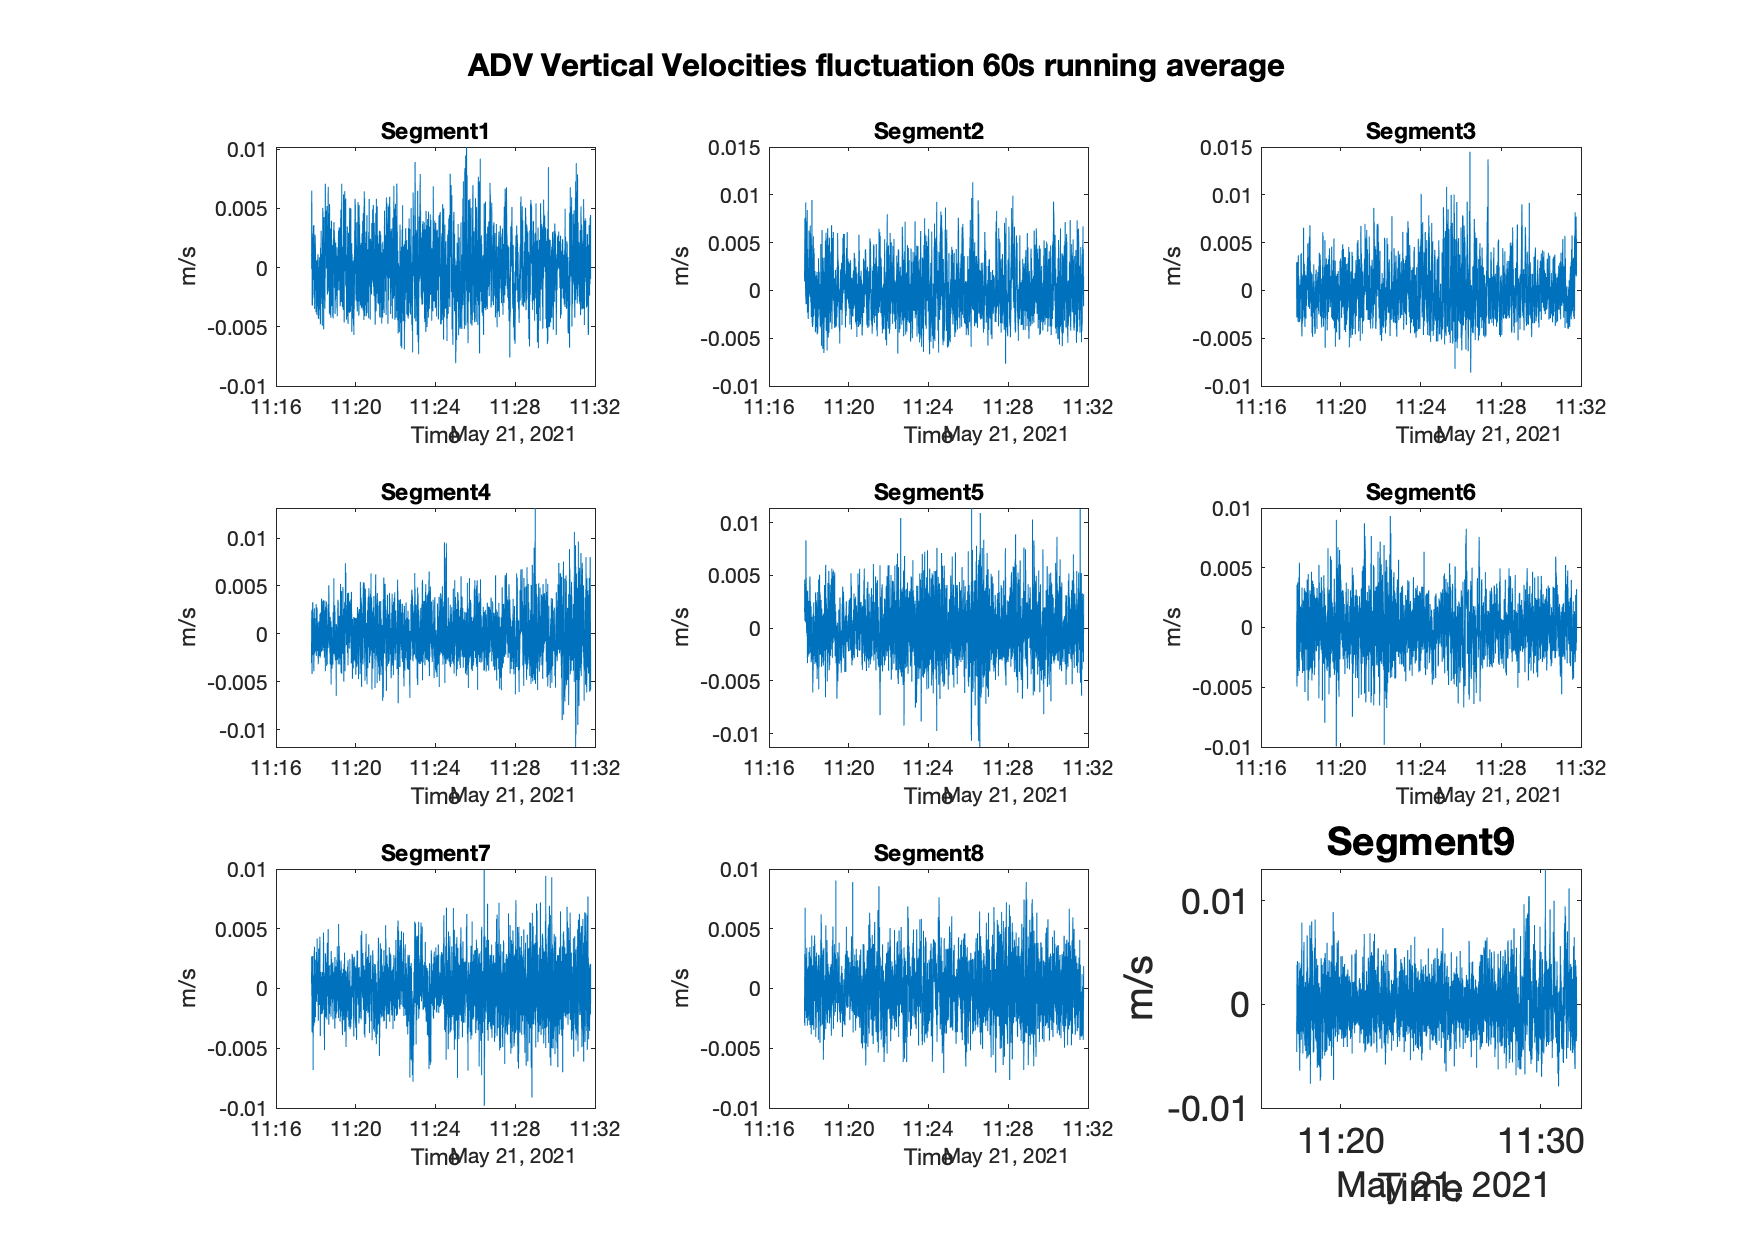 ADV Vertical Velocities fluctuation 60s running average
Segment1
0.01
0.005
0
-0.005
-0.01
m/s
11:16 11:20 11:24 11:28 11:32
Time May 21, 2021
Segment2
0.015
0.01
0.005
0
-0.005
-0.01
m/s
11:16 11:20 11:24 11:28 11:32
Time May 21, 2021
Segment3
0.015
0.01
0.005
0
-0.005
-0.01
m/s
11:16 11:20 11:24 11:28 11:32
Time May 21, 2021
Segment4
0.01
0.005
0
-0.005
-0.01
m/s
11:16 11:20 11:24 11:28 11:32
Time May 21, 2021
Segment5
0.01
0.005
0
-0.005
-0.01
m/s
11:16 11:20 11:24 11:28 11:32
Time May 21, 2021
Segment6
0.01
0.005
0
-0.005
-0.01
m/s
11:16 11:20 11:24 11:28 11:32
Time May 21, 2021
Segment7
0.01
0.005
0
-0.005
-0.01
m/s
11:16 11:20 11:24 11:28 11:32
Time May 21, 2021
Segment8
0.01
0.005
0
-0.005
-0.01
m/s
11:16 11:20 11:24 11:28 11:32
Time May 21, 2021
Segment9
0.01
0
-0.01
m/s
11:20 11:30
May 21, 2021
Time